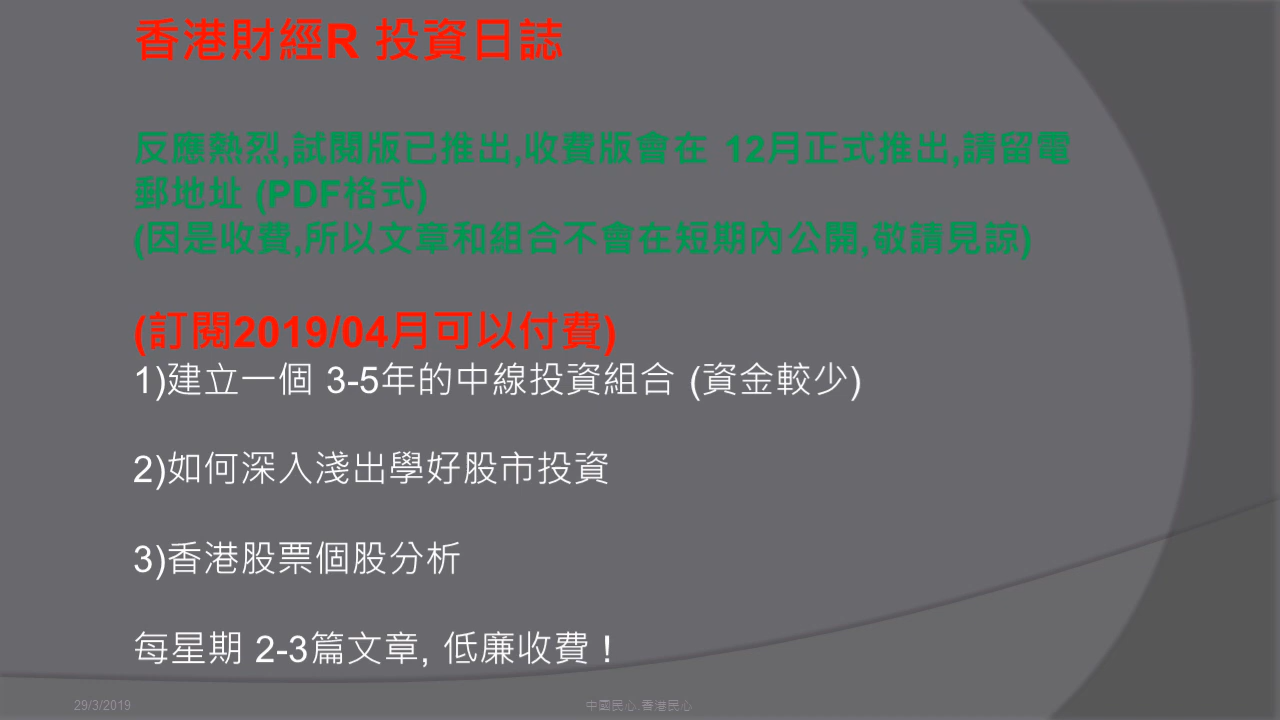 香港財經R 投資日誌
反應熱烈,試閱版已推出,收費版會在 12月正式推出,請留電
郵地址 (PDF格式)
(因是收費,所以文章和組合不會在短期內公開,敬請見諒)
(訂閱2019/04月可以付費)
1)建立一個 3-5年的中線投資組合 (資金較少)
2)如何深入淺出學好股市投資
3)香港股票個股分析
每星期 2-3篇文章, 低廉收費！
29/3/2019
中國民心.香港民心